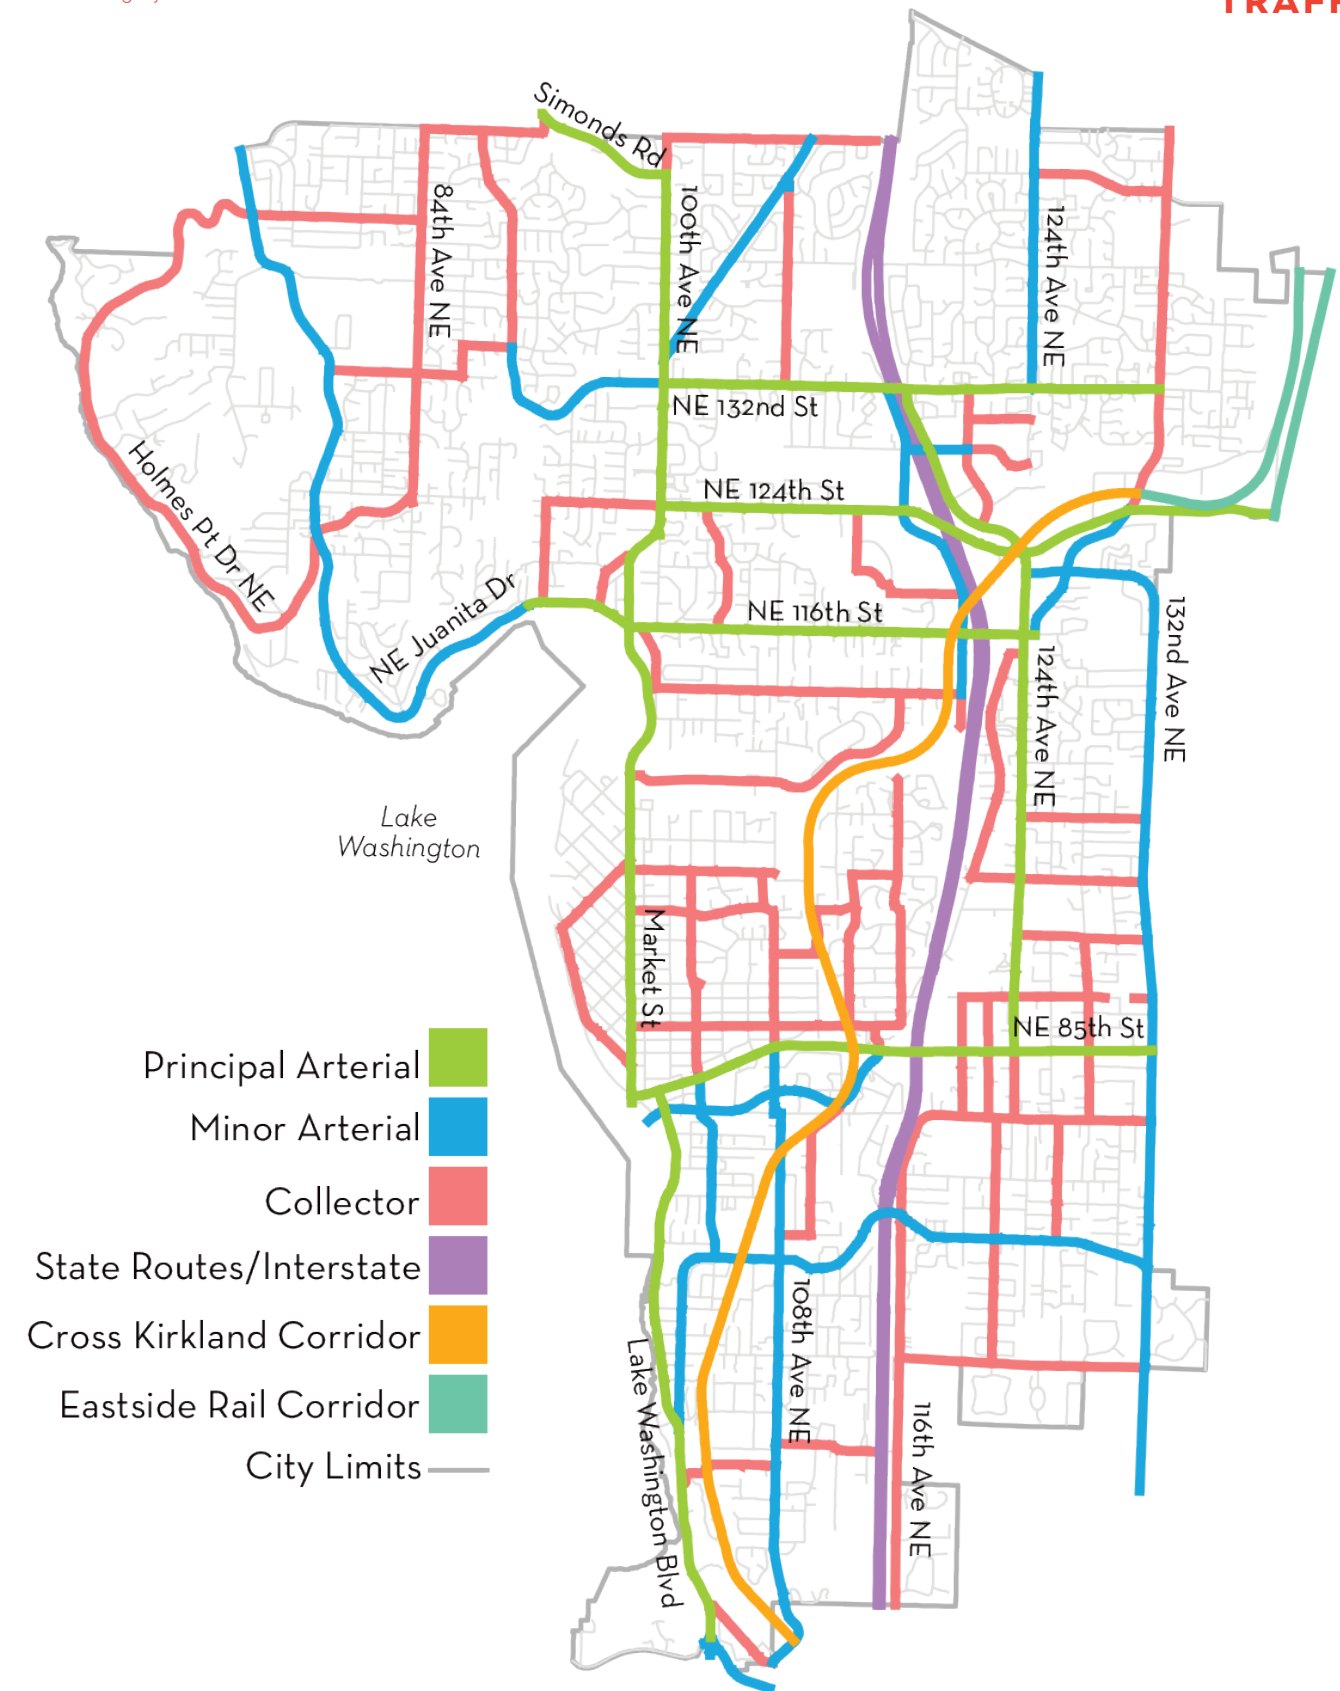 Simonds Rd
84th Ave NE
100th Ave NE
124th Ave NE
NE 132nd St
Holmes Pt Dr NE
NE 124th St
NE Juanita Dr
NE 116th St
132nd Ave NE
124th Ave NE
Lake
Washington
Market St
NE 85th St
Principal Arterial
Minor Arterial
Collector
State Routes/Interstate
Cross Kirkland Corridor
Eastside Rail Corridor
City Limits
108th Ave NE
Lake Washington Blvd
116th Ave NE